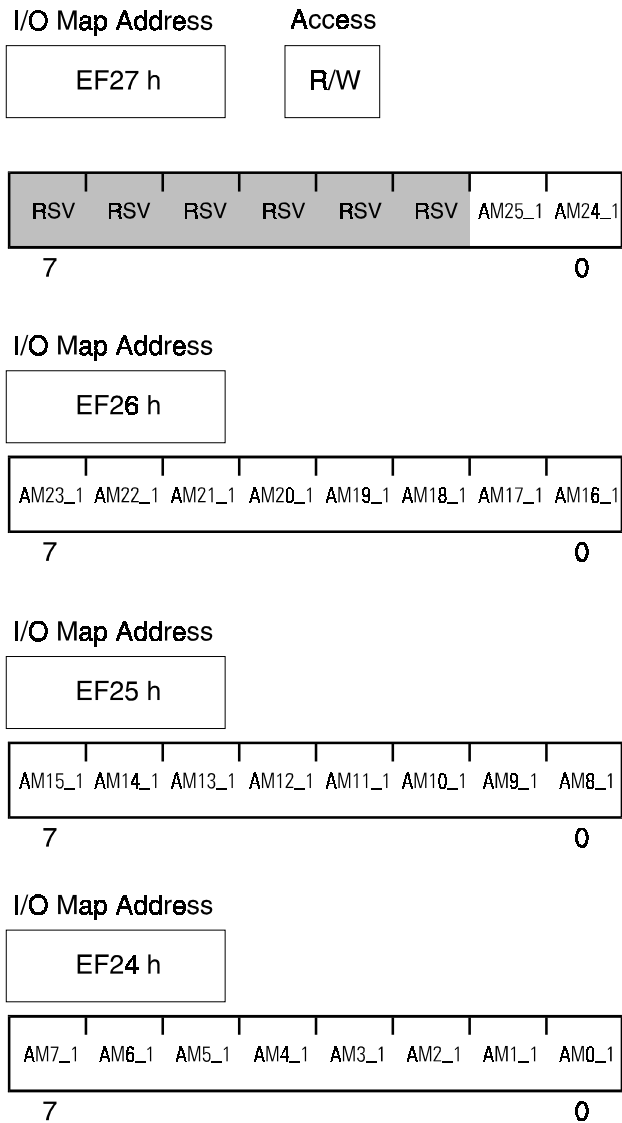 I/O Map Address Access
EF27 h R/W
RSV RSV RSV RSV RSV RSV AM25_1 AM24_1
7 0
I/O Map Address
EF26 h
AM23_1 AM22_1 AM21_1 AM20_1 AM19_1 AM18_1 AM17_1 AM16_1
7 0
I/O Map Address
EF25 h
AM15_1 AM14_1 AM13_1 AM12_1 AM11_1 AM10_1 AM9_1 AM8_1
7 0
I/O Map Address
EF24 h
AM7_1 AM6_1 AM5_1 AM4_1 AM3_1 AM2_1 AM1_1 AM0_1
7 0